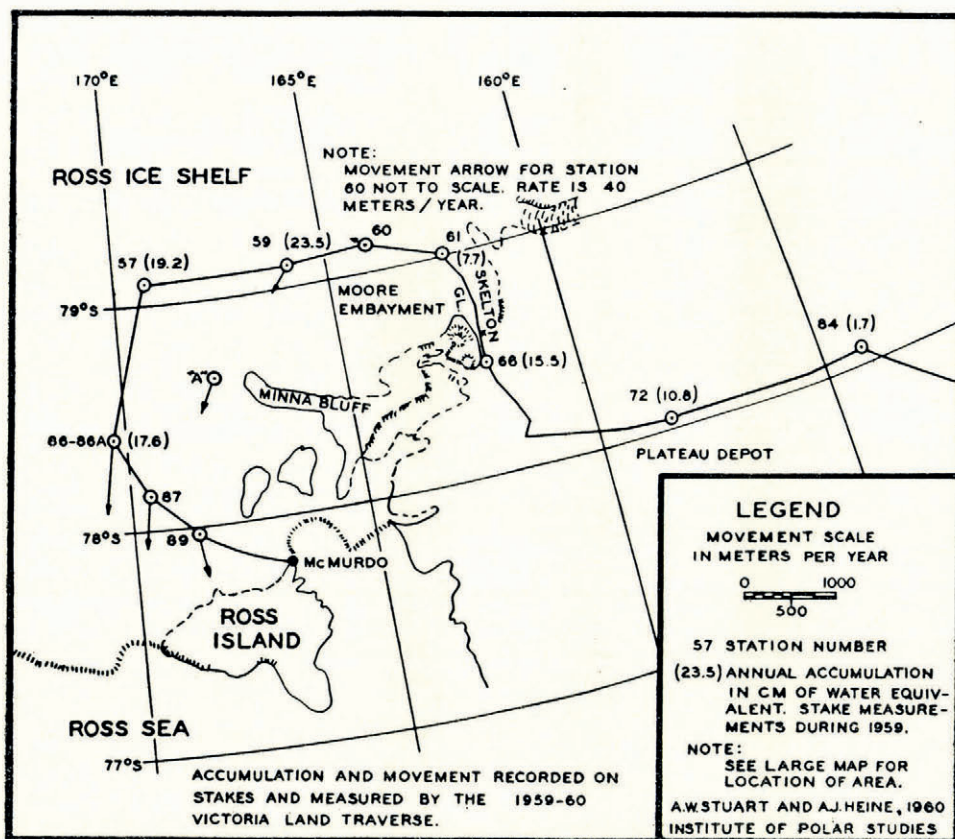 170°E
165°E
160°E
NOTE:
MOVEMENT ARROW FOR STATION
60 NOT TO SCALE. RATE IS 40
METERS/YEAR.
ROSS ICE SHELF
57 (19.2)
59 (23.5)
60
61
(7.7)
MOORE
EMBAYMENT
SKELTON
GL.
79°S
84 (1.7)
"A"
MINNA BLUFF
66 (15.5)
72 (10.8)
86-86A (17.6)
PLATEAU DEPOT
87
78°S
89
McMURDO
ROSS
ISLAND
ROSS SEA
77°S
ACCUMULATION AND MOVEMENT RECORDED ON
STAKES AND MEASURED BY THE 1959-60
VICTORIA LAND TRAVERSE.
LEGEND
MOVEMENT SCALE
IN METERS PER YEAR
0 1000
500
57 STATION NUMBER
(23.5) ANNUAL ACCUMULATION
IN CM OF WATER EQUIV-
ALENT. STAKE MEASURE-
MENTS DURING 1959.
NOTE:
SEE LARGE MAP FOR
LOCATION OF AREA.
A.W.STUART AND A.J.HEINE, 1960
INSTITUTE OF POLAR STUDIES